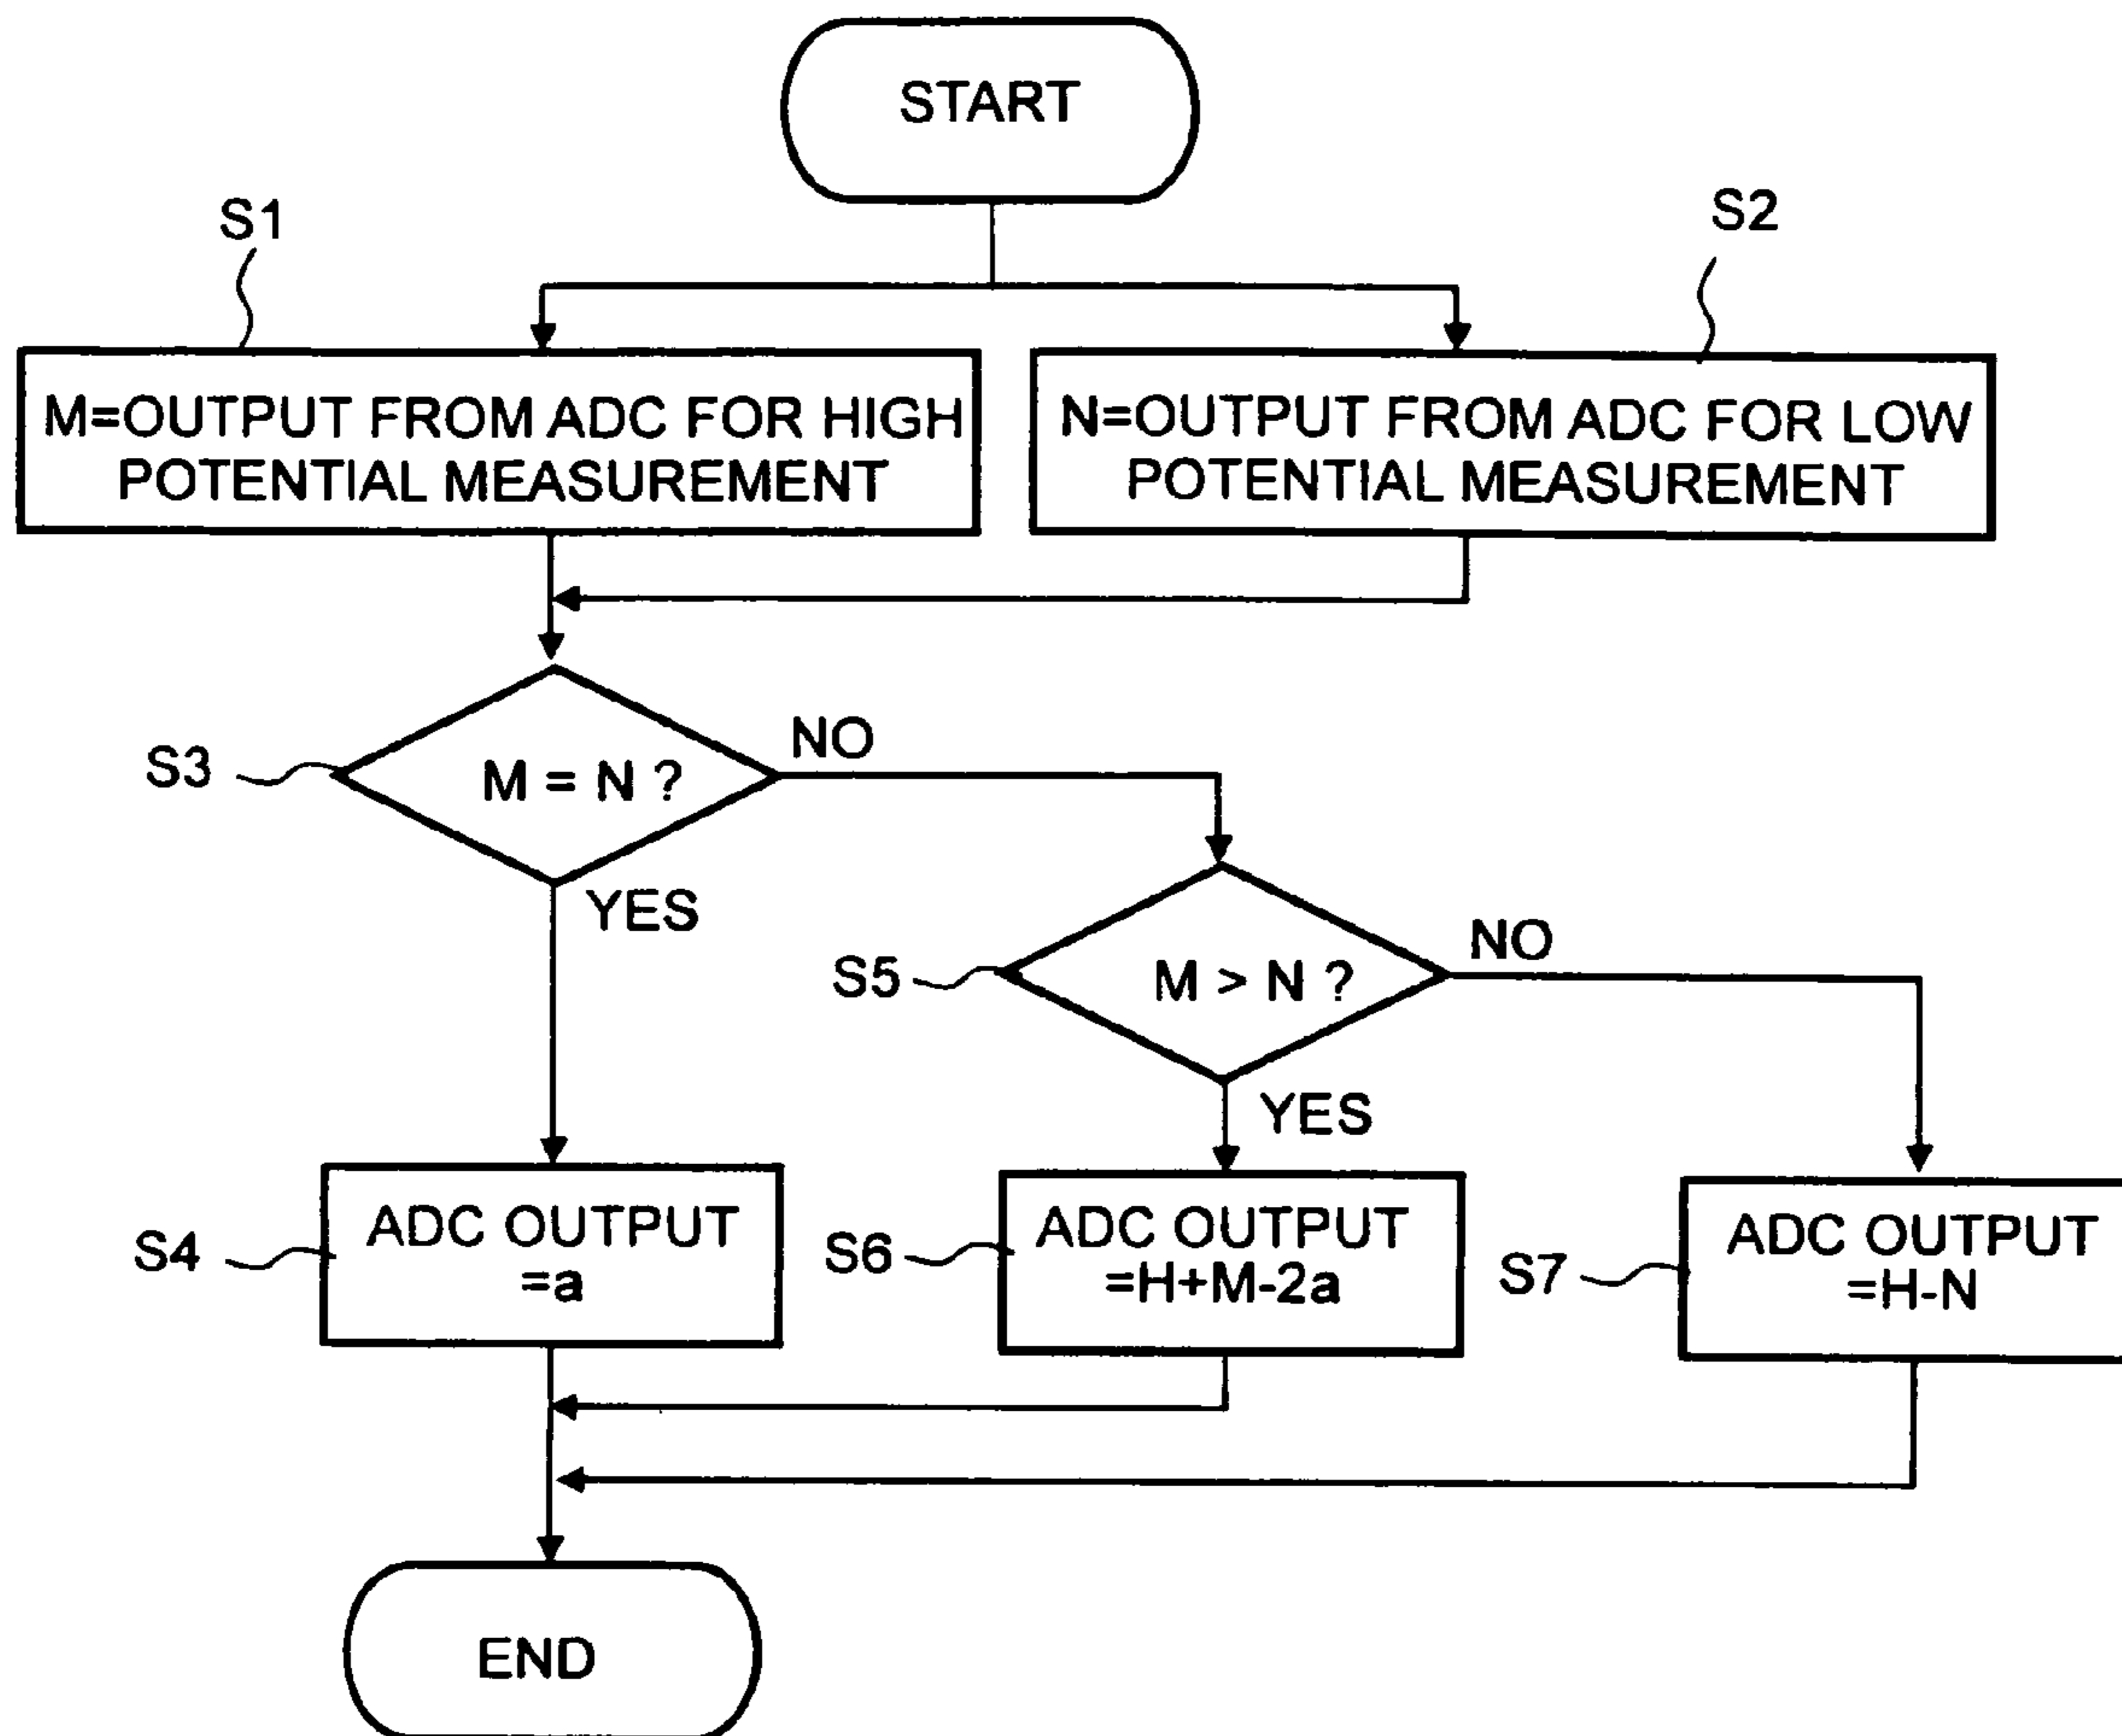 START
S1
S2
M=OUTPUT FROM ADC FOR HIGH
POTENTIAL MEASUREMENT
N=OUTPUT FROM ADC FOR LOW
POTENTIAL MEASUREMENT
S3
M = N ?
NO
YES
S5
M > N ?
NO
YES
S4
ADC OUTPUT
=a
S6
ADC OUTPUT
=H+M-2a
S7
ADC OUTPUT
=H-N
END